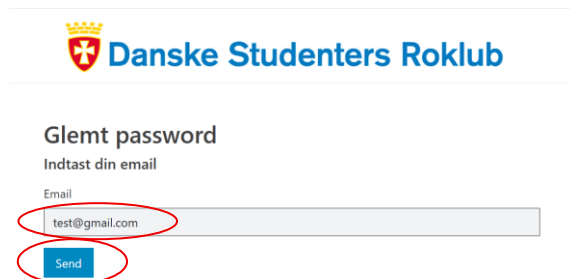 Danske Studenters Roklub
Glemt password
Indtast din email
Email
test@gmail.com
Send